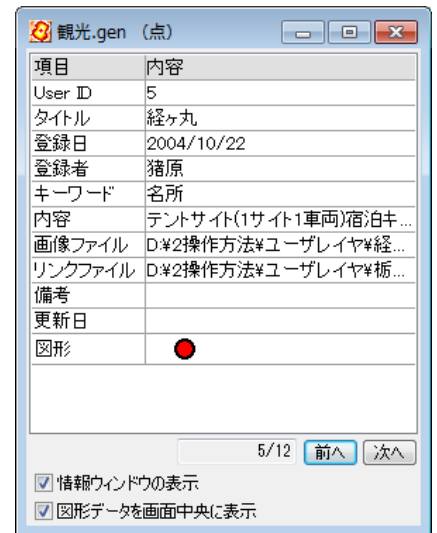 観光.gen （点）
項目 内容
User ID 5
タイトル 経ヶ丸
登録日 2004/10/22
登録者 猪原
キーワード 名所
内容 テントサイト(1サイト1車両)宿泊キ...
画像ファイル D:¥2操作方法¥ユーザレイヤ¥経...
リンクファイル D:¥2操作方法¥ユーザレイヤ¥栃...
備考
更新日
図形
5/12 前へ 次へ
情報ウィンドウの表示
図形データを画面中央に表示